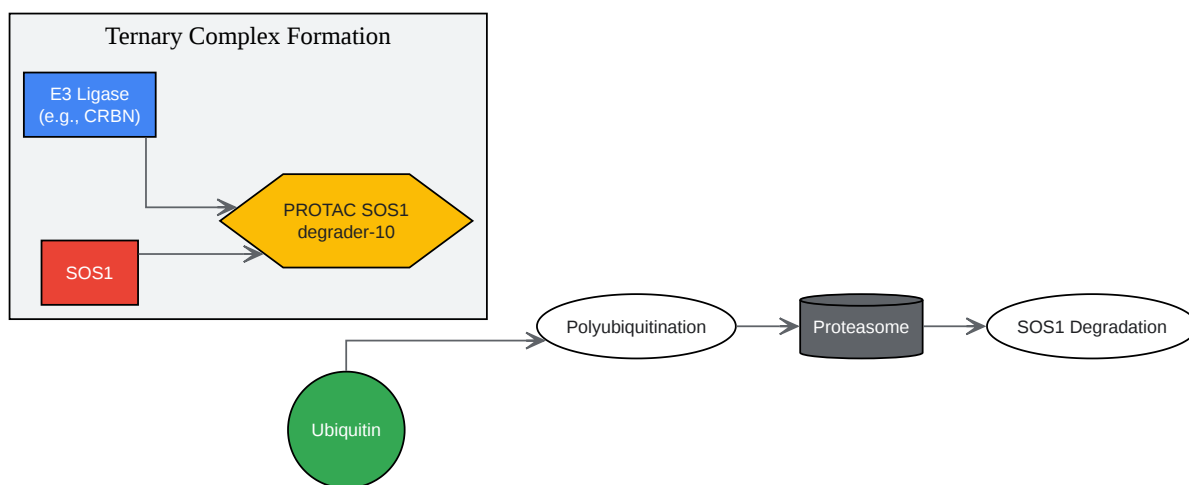 Ternary Complex Formation
E3 Ligase
(e.g., CRBN)
PROTAC SOS1
degrader-10
SOS1
Polyubiquitination
Proteasome
SOS1 Degradation
Ubiquitin